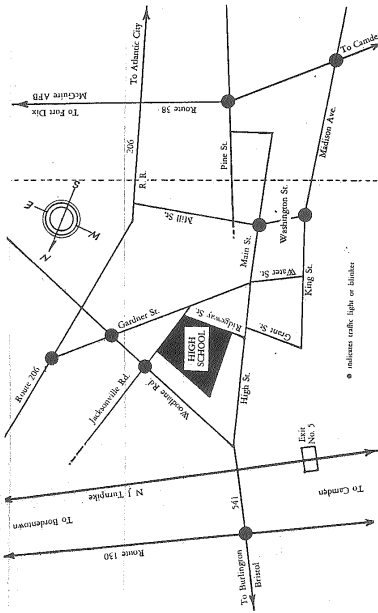 To Atlantic City
To Camde
To Fort Dix
McGuire AFB
Route 38
206
R. R.
Pine St.
Madison Ave.
Mill St.
Main St.
Washington St.
S
E
W
N
Water St.
King St.
Gardner St.
Ridgeway St.
Grant St.
HIGH
SCHOOL
Route 206
Jacksonville Rd.
Woodlane Rd.
High St.
• indicates traffic light or blinker
Exit
No. 5
N J Turnpike
To Bordentown
To Camden
541
Route 130
To Burlington
Bristol